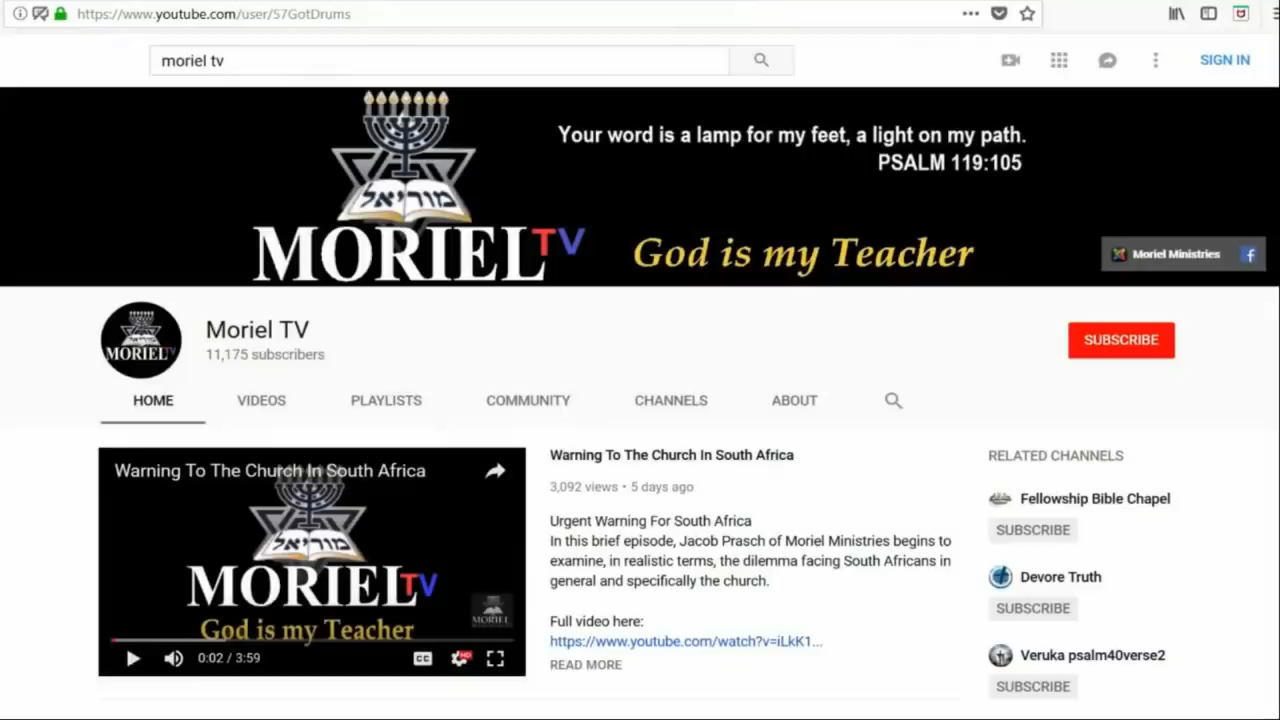 https://www.youtube.com/user/57GotDrums
moriel tv
SIGN IN
Your word is a lamp for my feet, a light on my path.
PSALM 119:105
מוריאל
MORIELTV
God is my Teacher
Moriel Ministries
MORIELTV
Moriel TV
11,175 subscribers
SUBSCRIBE
HOME VIDEOS PLAYLISTS COMMUNITY CHANNELS ABOUT
Warning To The Church In South Africa
מוריאל
MORIELTV
God is my Teacher
MORIEL
0:02 / 3:59
CC
HD
Warning To The Church In South Africa
3,092 views • 5 days ago
Urgent Warning For South Africa
In this brief episode, Jacob Prasch of Moriel Ministries begins to
examine, in realistic terms, the dilemma facing South Africans in
general and specifically the church.
Full video here:
https://www.youtube.com/watch?v=iLkK1...
READ MORE
RELATED CHANNELS
Fellowship Bible Chapel
SUBSCRIBE
Devore Truth
SUBSCRIBE
Veruka psalm40verse2
SUBSCRIBE